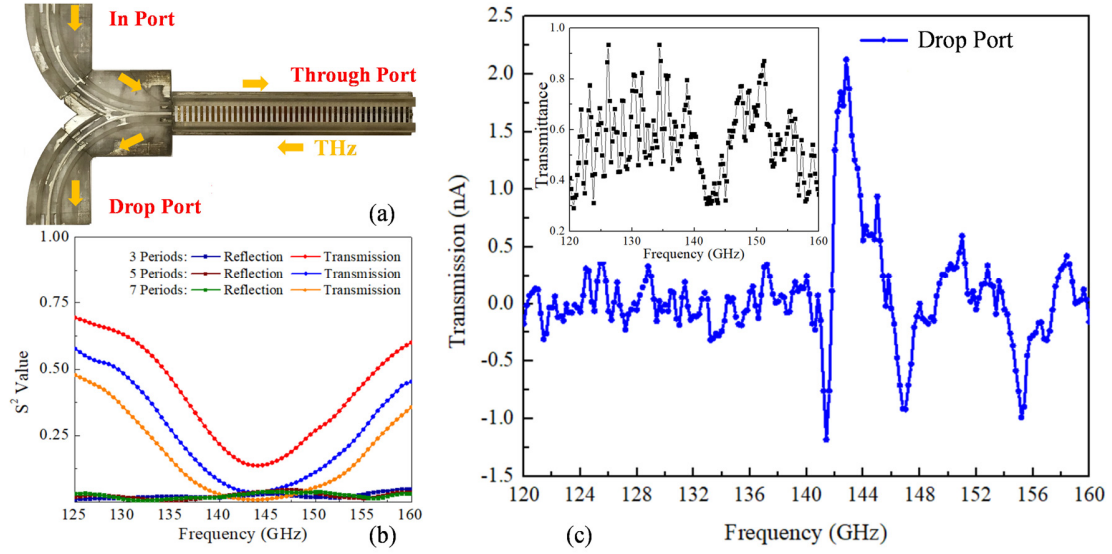 In Port
Through Port
THz
Drop Port
(a)
3 Periods: Reflection Transmission
5 Periods: Reflection Transmission
7 Periods: Reflection Transmission
1.00
0.75
0.50
0.25
S² Value
125 130 135 140 145 150 155 160
Frequency (GHz)
(b)
Drop Port
1.0
0.8
0.6
0.4
0.2
Transmittance
120 130 140 150 160
Frequency (GHz)
2.5
2.0
1.5
1.0
0.5
0.0
-0.5
-1.0
-1.5
Transmission (nA)
120 124 128 132 136 140 144 148 152 156 160
Frequency (GHz)
(c)